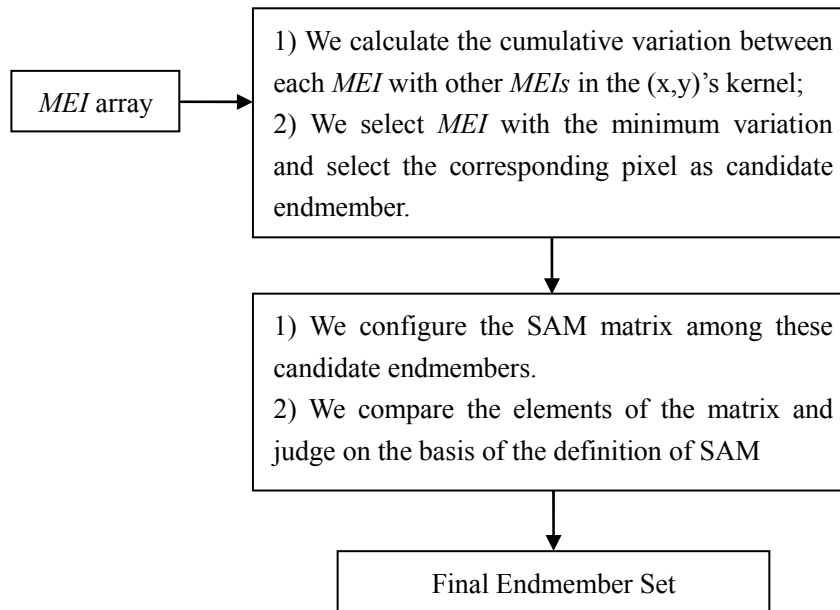 MEI array
1) We calculate the cumulative variation between
each MEI with other MEIs in the (x,y)’s kernel;
2) We select MEI with the minimum variation
and select the corresponding pixel as candidate
endmember.
1) We configure the SAM matrix among these
candidate endmembers.
2) We compare the elements of the matrix and
judge on the basis of the definition of SAM
Final Endmember Set